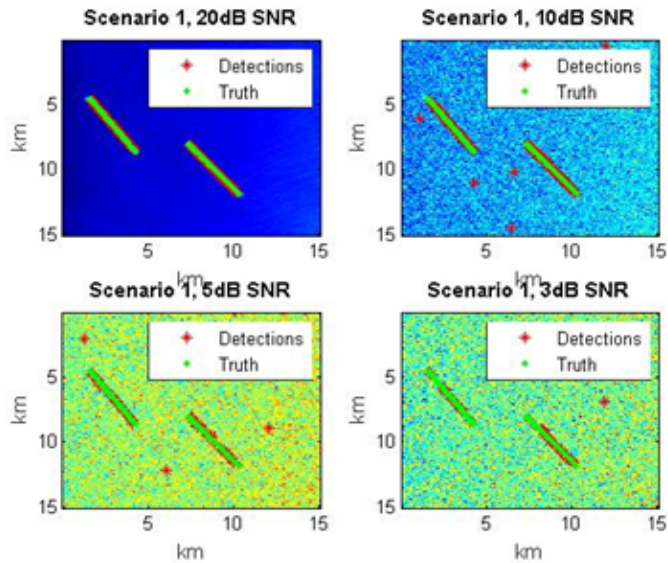 Scenario 1, 20dB SNR
Detections
Truth
5
10
15
km
5
10
15
km
Scenario 1, 10dB SNR
Detections
Truth
5
10
15
km
5
10
15
km
Scenario 1, 5dB SNR
Detections
Truth
5
10
15
km
5
10
15
km
Scenario 1, 3dB SNR
Detections
Truth
5
10
15
km
5
10
15
km